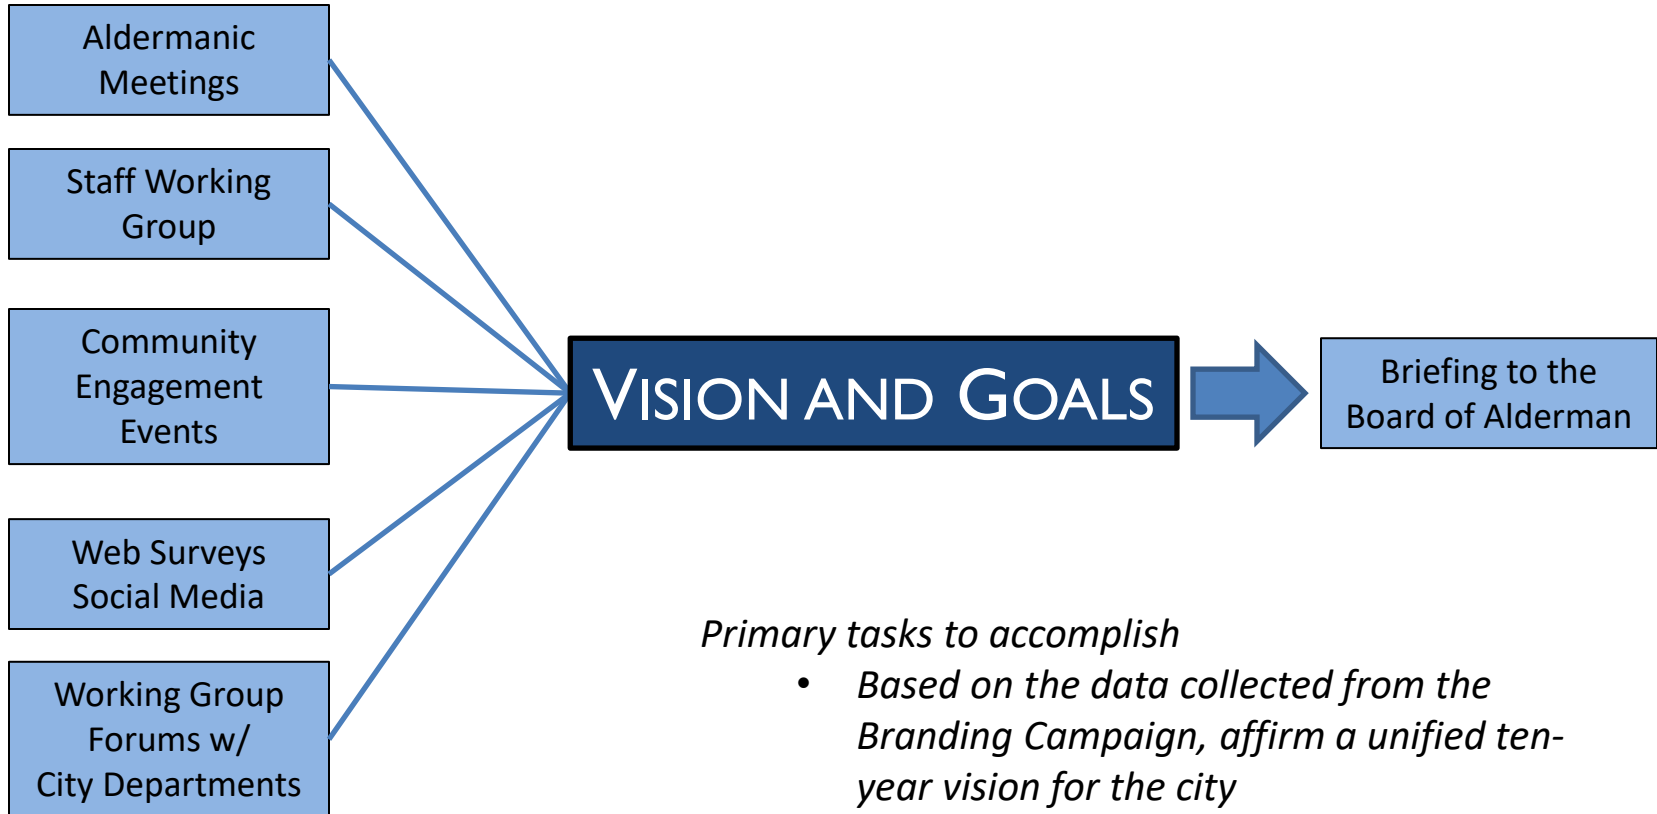 Aldermanic
Meetings
Staff Working
Group
Community
Engagement
Events
Web Surveys
Social Media
Working Group
Forums w/
City Departments
VISION AND GOALS
Briefing to the
Board of Alderman
Primary tasks to accomplish
• Based on the data collected from the
Branding Campaign, affirm a unified ten-
year vision for the city